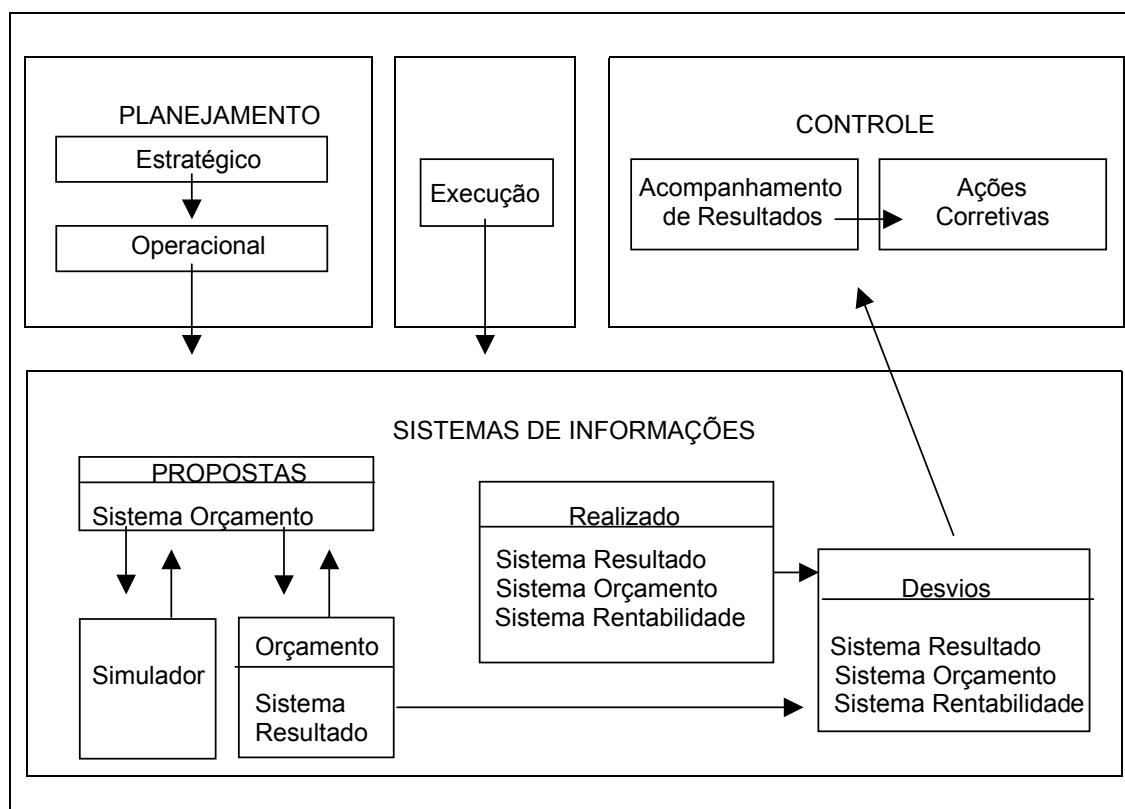 PLANEJAMENTO
Estratégico
Operacional
Execução
CONTROLE
Acompanhamento
de Resultados
Ações
Corretivas
SISTEMAS DE INFORMAÇÕES
PROPOSTAS
Sistema Orçamento
Simulador
Orçamento
Sistema
Resultado
Realizado
Sistema Resultado
Sistema Orçamento
Sistema Rentabilidade
Desvios
Sistema Resultado
Sistema Orçamento
Sistema Rentabilidade